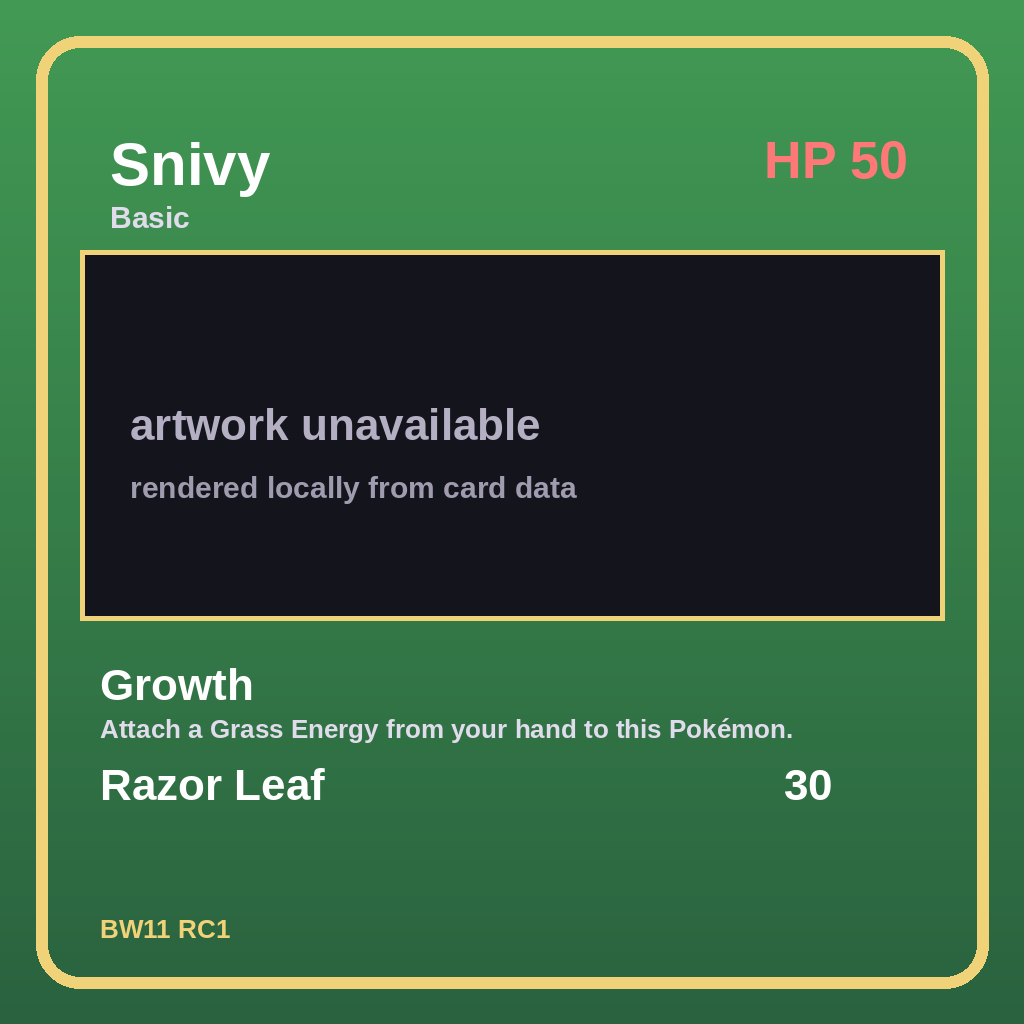 Snivy
HP 50
Basic
artwork unavailable
rendered locally from card data
Growth
Attach a Grass Energy from your hand to this Pokémon.
Razor Leaf 30
BW11 RC1